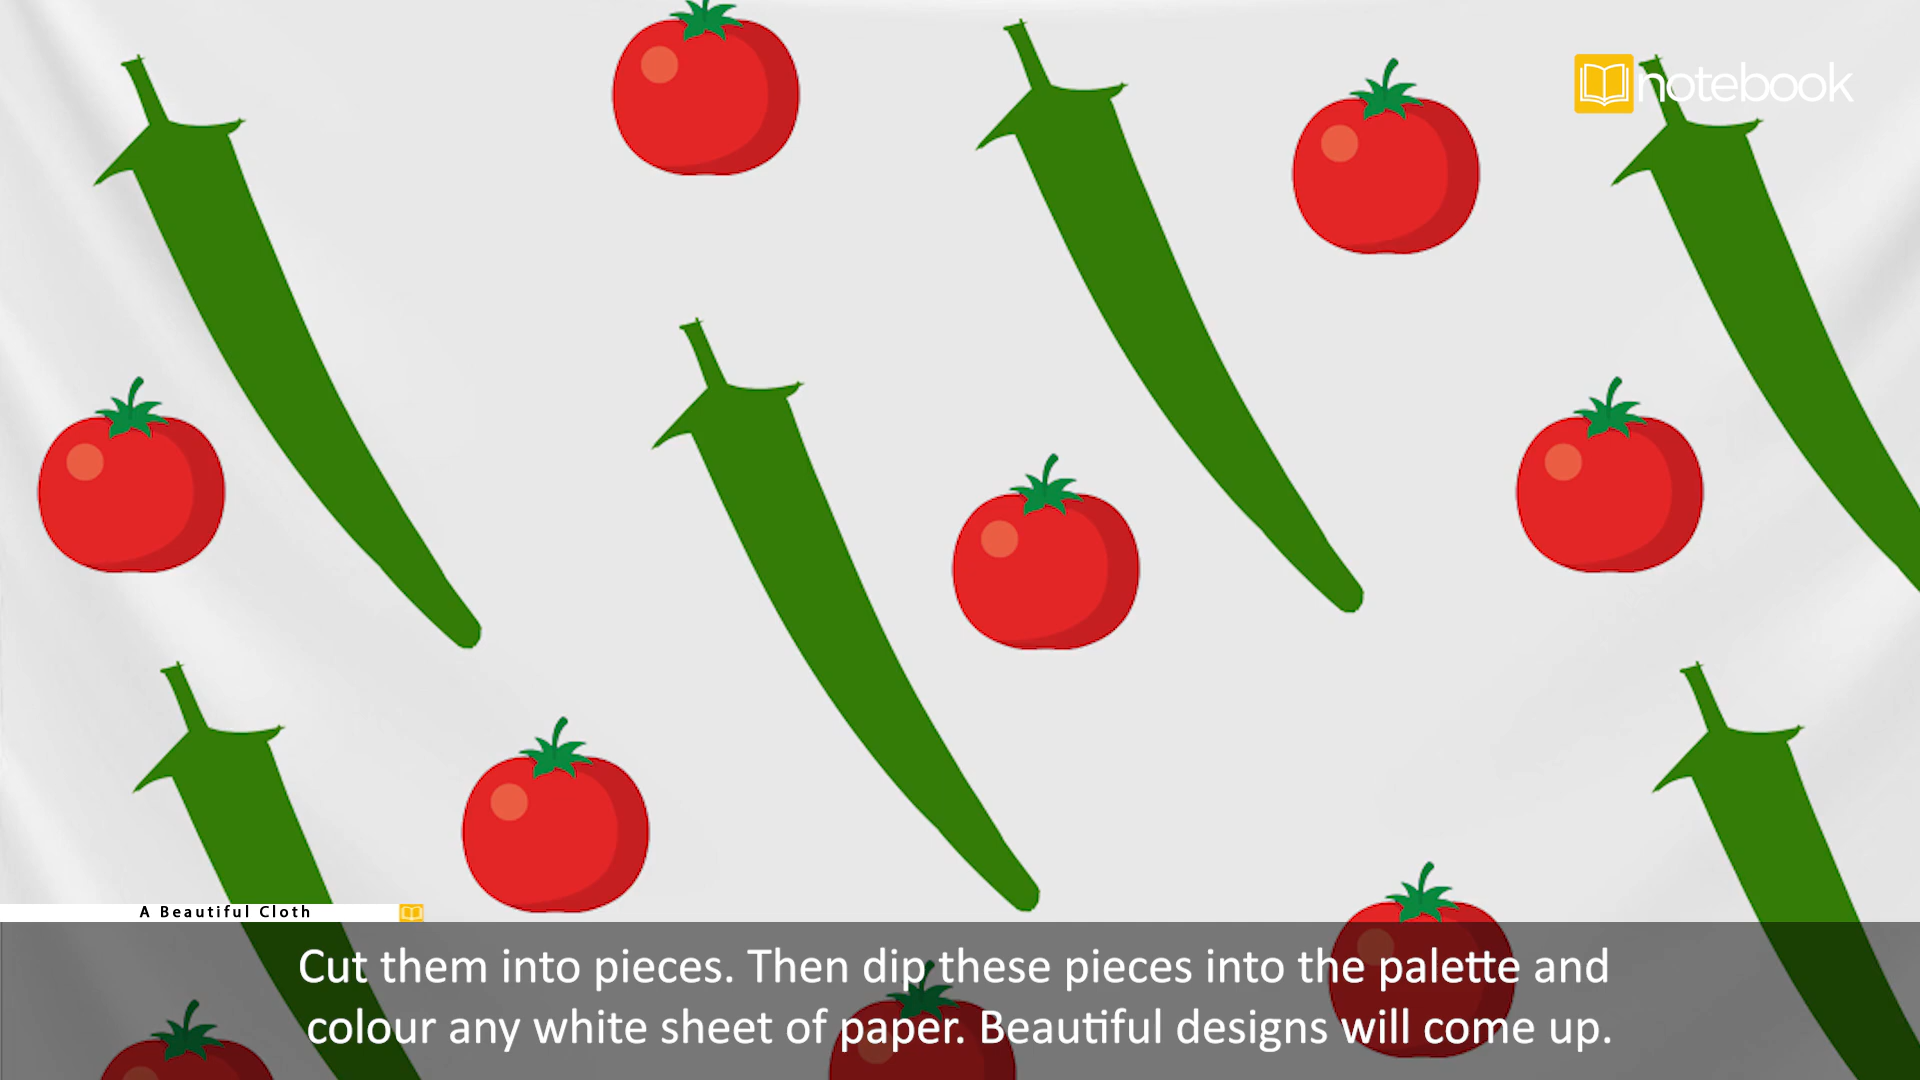 notebook
A Beautiful Cloth
Cut them into pieces. Then dip these pieces into the palette and
colour any white sheet of paper. Beautiful designs will come up.